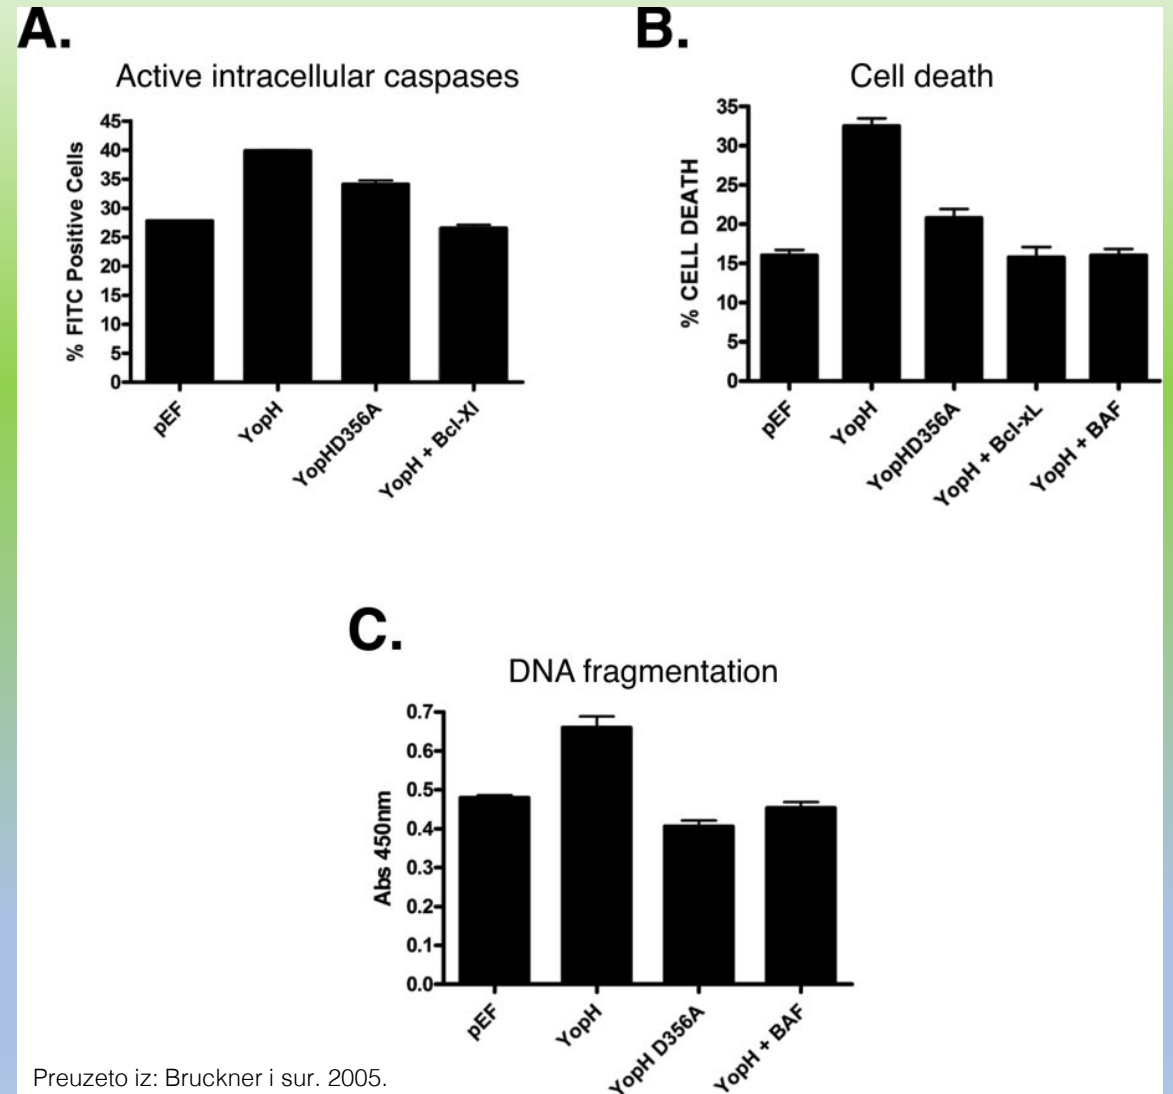 A.
Active intracellular caspases
% FITC Positive Cells
45
40
35
30
25
20
15
10
5
0
pEF
YopH
YopHD356A
YopH + Bcl-Xl
B.
Cell death
% CELL DEATH
35
30
25
20
15
10
5
0
pEF
YopH
YopHD356A
YopH + Bcl-xL
YopH + BAF
C.
DNA fragmentation
Abs 450nm
0.7
0.6
0.5
0.4
0.3
0.2
0.1
0.0
pEF
YopH
YopH D356A
YopH + BAF
Preuzeto iz: Bruckner i sur. 2005.